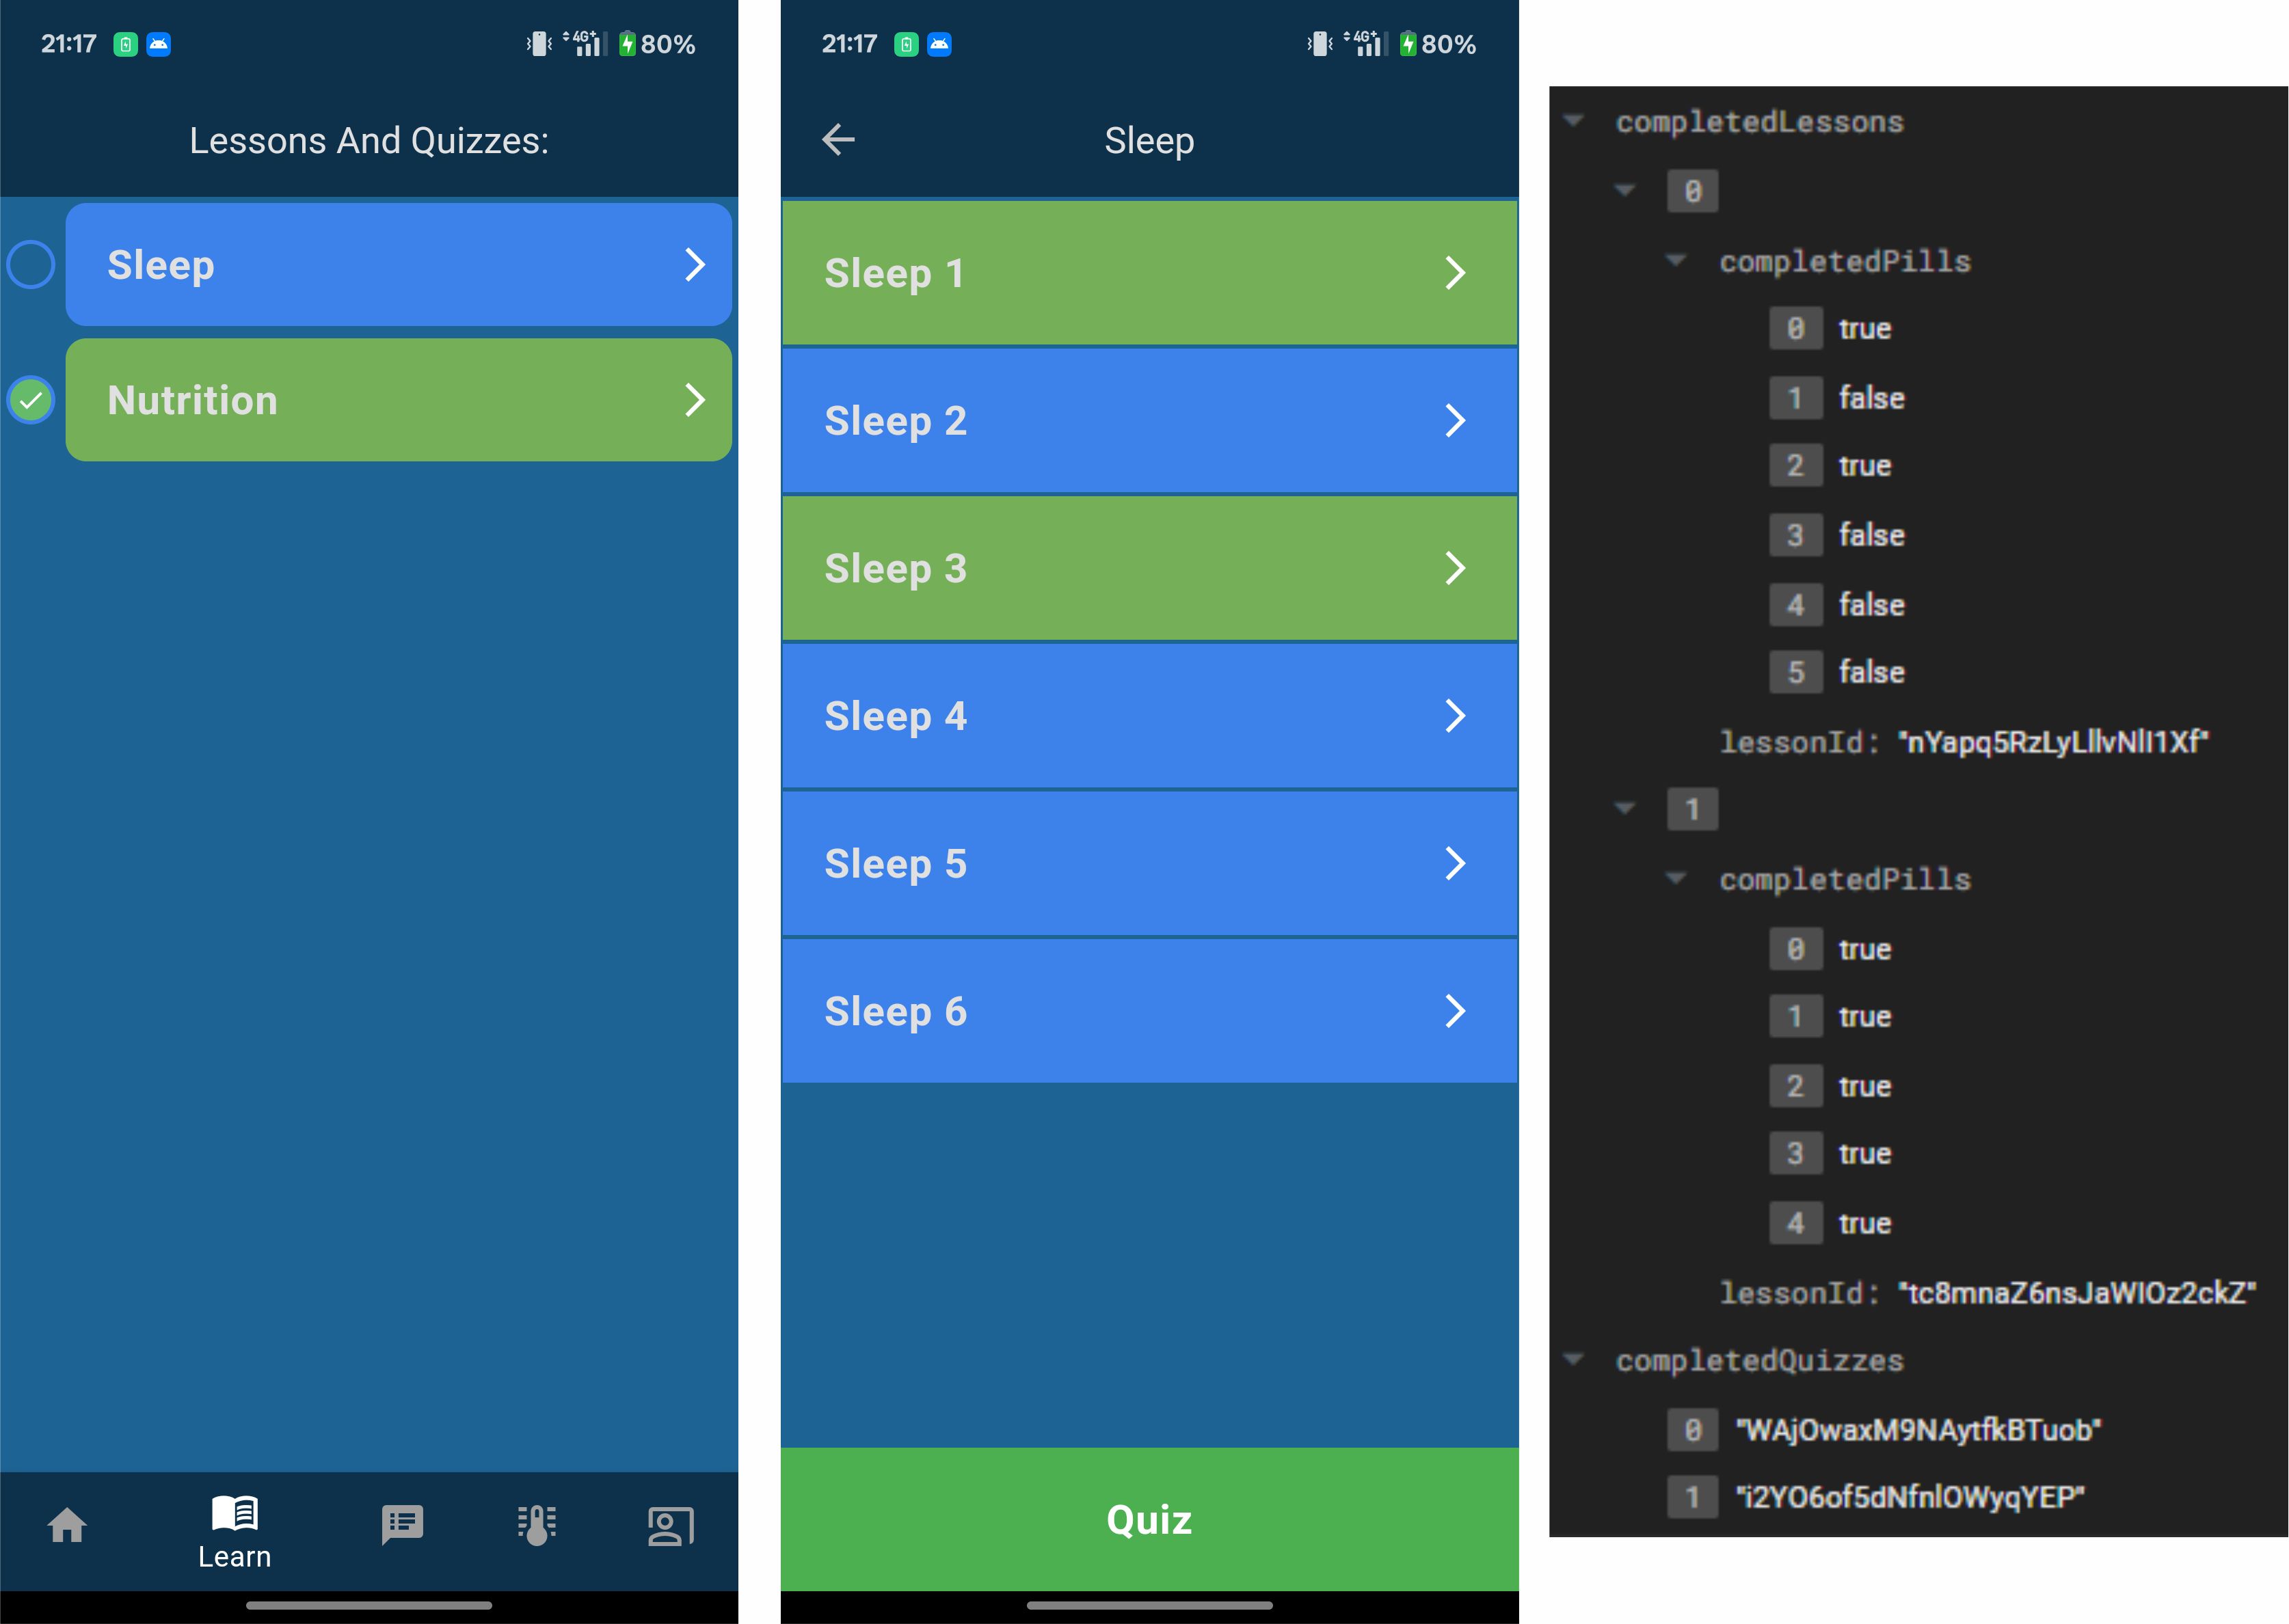 21:17
4G+
80%
Lessons And Quizzes:
Sleep
Nutrition
Learn
21:17
4G+
80%
Sleep
Sleep 1
Sleep 2
Sleep 3
Sleep 4
Sleep 5
Sleep 6
Quiz
completedLessons
0
completedPills
0 true
1 false
2 true
3 false
4 false
5 false
lessonId: "nYapq5RzLyLllvNlI1Xf"
1
completedPills
0 true
1 true
2 true
3 true
4 true
lessonId: "tc8mnaZ6nsJaWIOz2ckZ"
completedQuizzes
0 "WAjOwaxM9NAytfkBTuob"
1 "i2YO6of5dNfnlOWyqYEP"